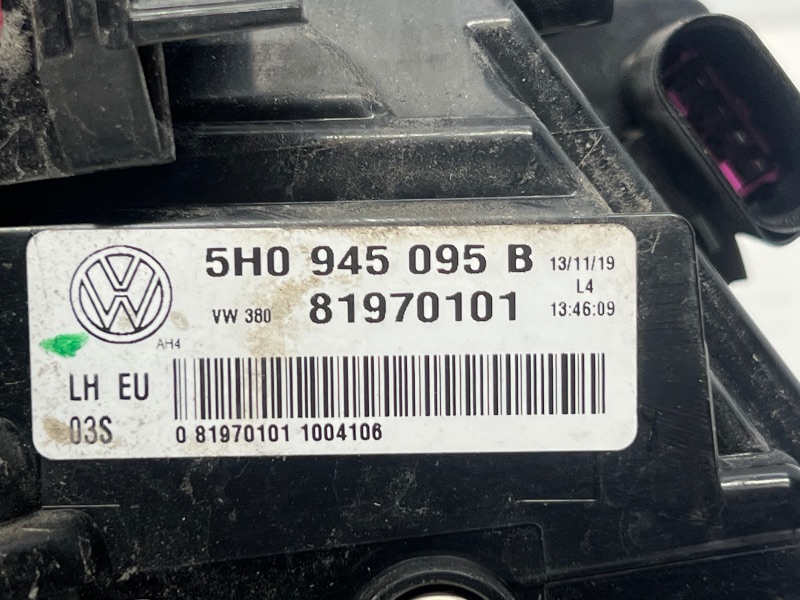 5H0 945 095 B 13/11/19
L4
VW 380 81970101 13:46:09
AH4
LH EU
03S
0 81970101 1004106